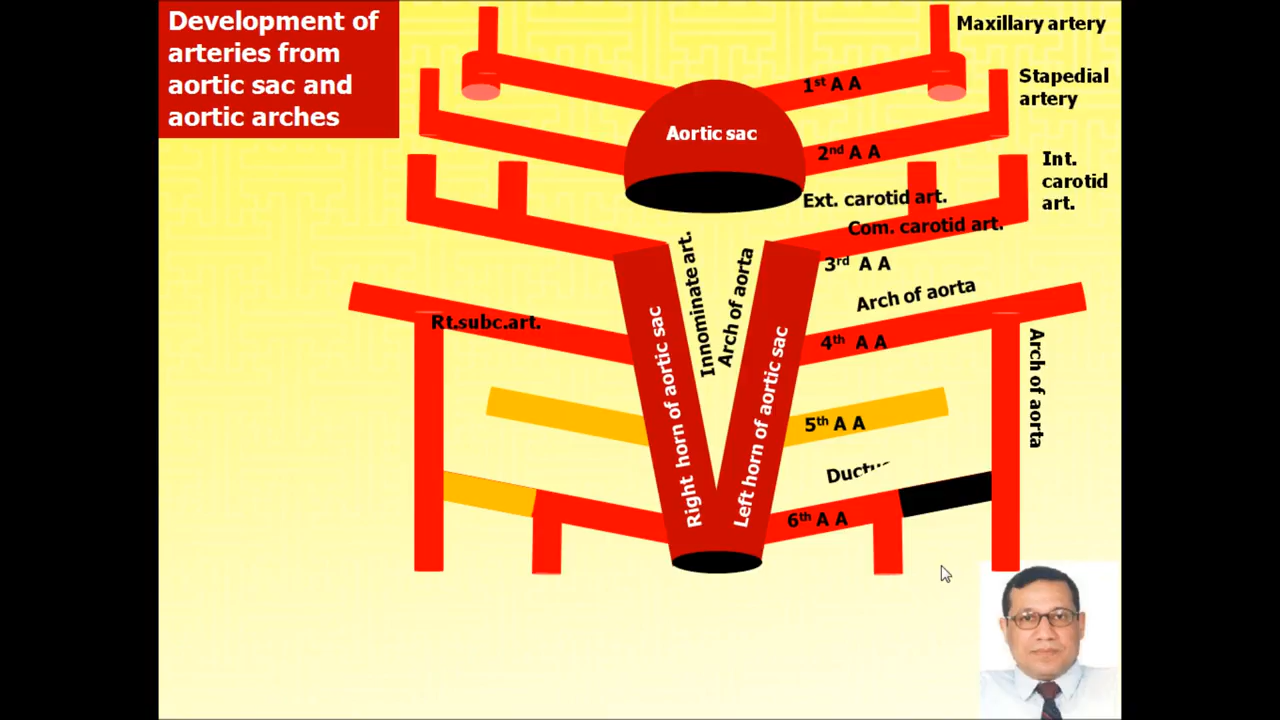 Development of
arteries from
aortic sac and
aortic arches
Maxillary artery
1st A A
Stapedial
artery
Aortic sac
2nd A A
Int.
carotid
art.
Ext. carotid art.
Com. carotid art.
3rd A A
Innominate art.
Arch of aorta
Arch of aorta
Rt.subc.art.
4th A A
Arch of aorta
Right horn of aortic sac
Left horn of aortic sac
5th A A
6th A A